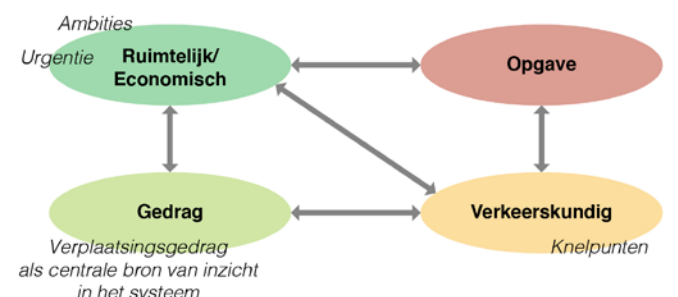 Ambities
Urgentie
Ruimtelijk/
Economisch
Opgave
Gedrag
Verkeerskundig
Verplaatsingsgedrag
als centrale bron van inzicht
in het systeem
Knelpunten